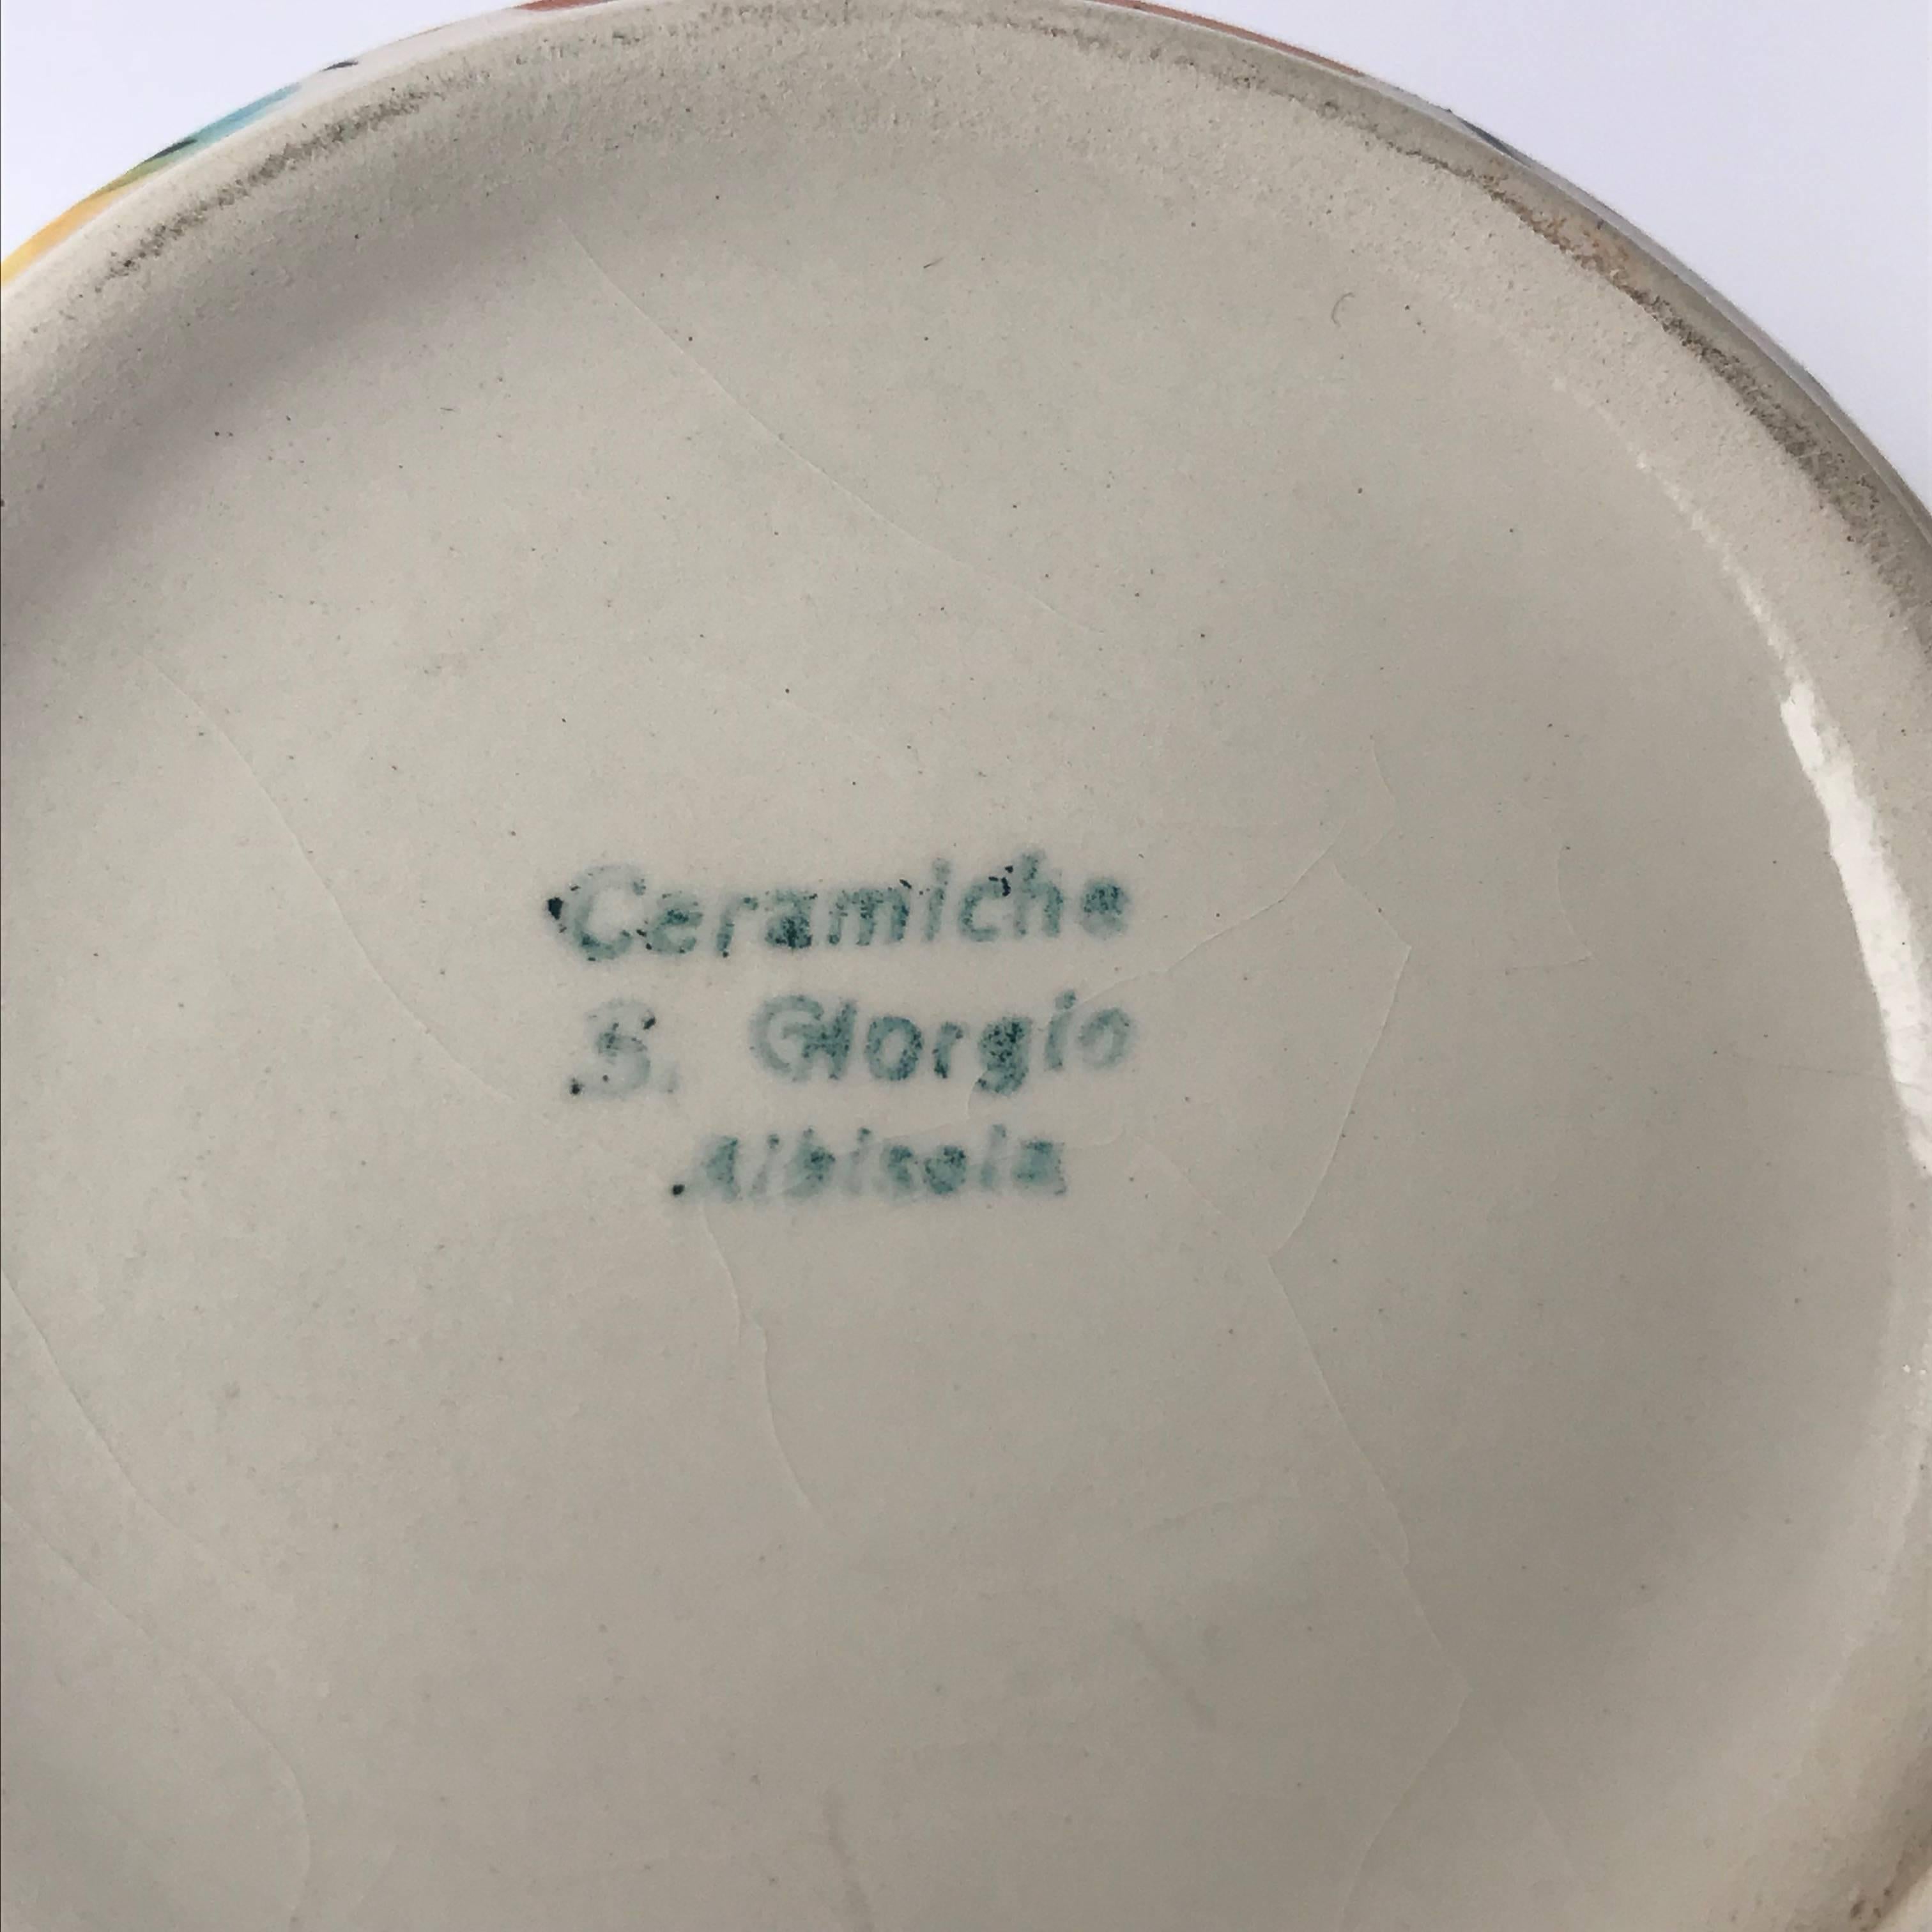 Ceramiche
S. Giorgio
Albisola